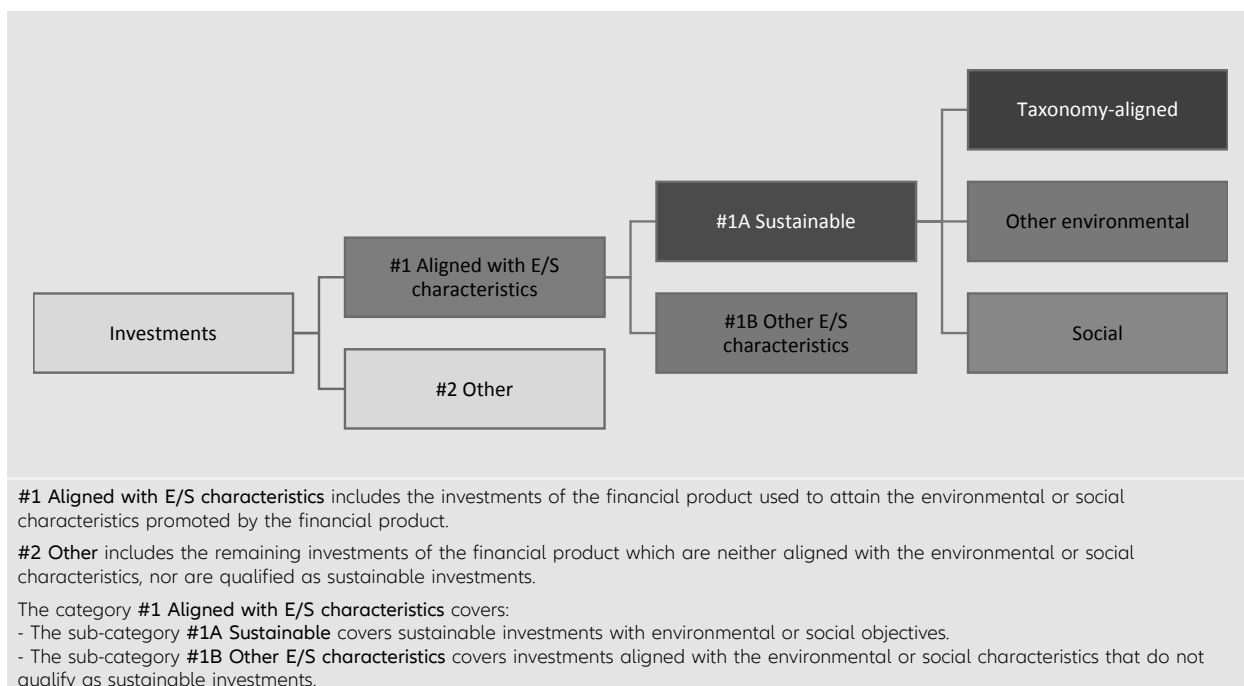 Taxonomy-aligned
#1A Sustainable
Other environmental
#1 Aligned with E/S
characteristics
Investments
#1B Other E/S
characteristics
Social
#2 Other
#1 Aligned with E/S characteristics includes the investments of the financial product used to attain the environmental or social
characteristics promoted by the financial product.
#2 Other includes the remaining investments of the financial product which are neither aligned with the environmental or social
characteristics, nor are qualified as sustainable investments.
The category #1 Aligned with E/S characteristics covers:
- The sub-category #1A Sustainable covers sustainable investments with environmental or social objectives.
- The sub-category #1B Other E/S characteristics covers investments aligned with the environmental or social characteristics that do not
qualify as sustainable investments.